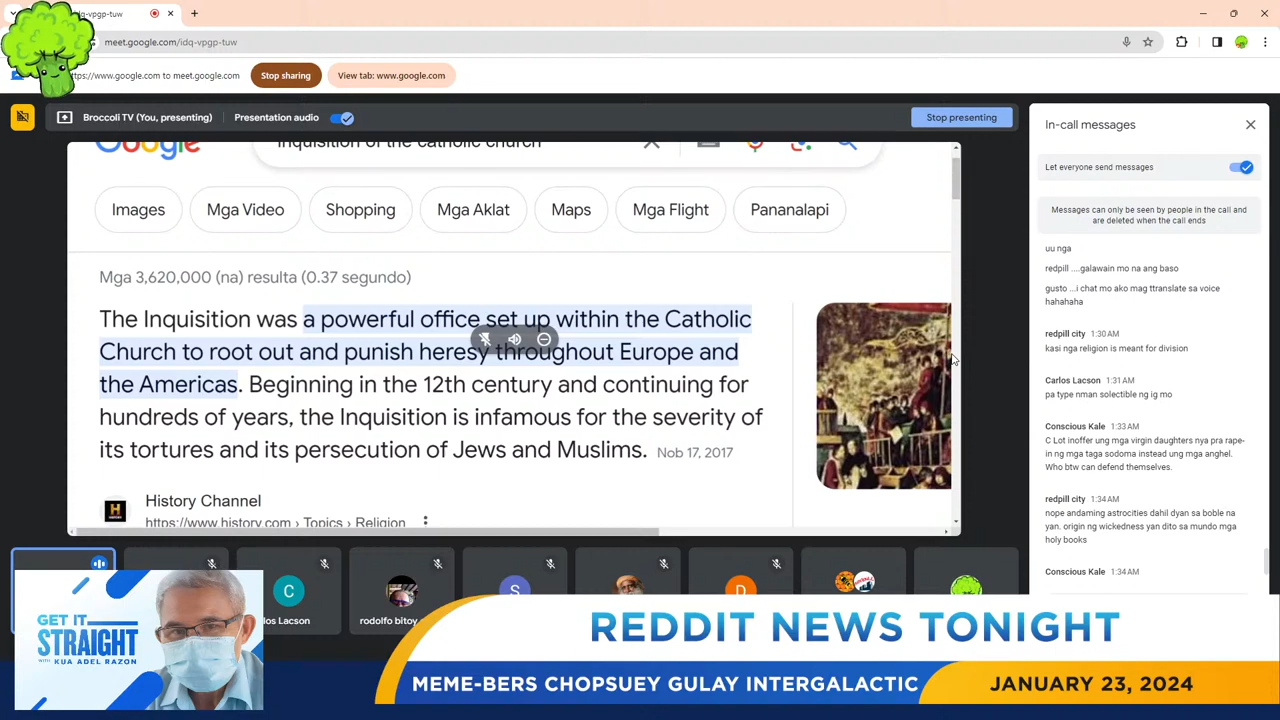 -vpgp-tuw
meet.google.com/idq-vpgp-tuw
ttps://www.google.com to meet.google.com
Stop sharing
View tab: www.google.com
Broccoli TV (You, presenting)
Presentation audio
Stop presenting
Google
inquisition of the catholic church
Images
Mga Video
Shopping
Mga Aklat
Maps
Mga Flight
Pananalapi
Mga 3,620,000 (na) resulta (0.37 segundo)
The Inquisition was a powerful office set up within the Catholic
Church to root out and punish heresy throughout Europe and
the Americas. Beginning in the 12th century and continuing for
hundreds of years, the Inquisition is infamous for the severity of
its tortures and its persecution of Jews and Muslims. Nob 17, 2017
History Channel
https://www.history.com › Topics › Religion
In-call messages
Let everyone send messages
Messages can only be seen by people in the call and
are deleted when the call ends
uu nga
redpill ....galawain mo na ang baso
gusto ...i chat mo ako mag ttranslate sa voice
hahahaha
redpill city 1:30 AM
kasi nga religion is meant for division
Carlos Lacson 1:31 AM
pa type nman solectible ng ig mo
Conscious Kale 1:33 AM
C Lot inoffer ung mga virgin daughters nya pra rape-
in ng mga taga sodoma instead ung mga anghel.
Who btw can defend themselves.
redpill city 1:34 AM
nope andaming astrocities dahil dyan sa boble na
yan. origin ng wickedness yan dito sa mundo mga
holy books
Conscious Kale 1:34 AM
C
los Lacson
rodolfo bitoy
S
D
GET IT
STRAIGHT
WITH KUA ADEL RAZON
REDDIT NEWS TONIGHT
MEME-BERS CHOPSUEY GULAY INTERGALACTIC
JANUARY 23, 2024